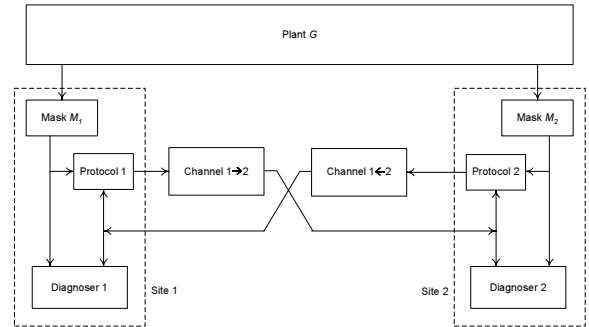 Plant G
Mask M1
Mask M2
Protocol 1
Channel 1→2
Channel 1←2
Protocol 2
Diagnoser 1
Site 1
Site 2
Diagnoser 2